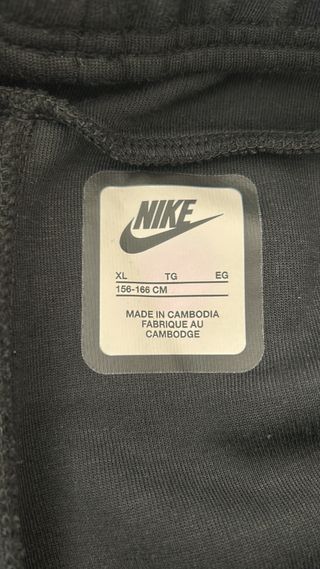 NIKE
XL TG EG
156-166 CM
MADE IN CAMBODIA
FABRIQUE AU
CAMBODGE